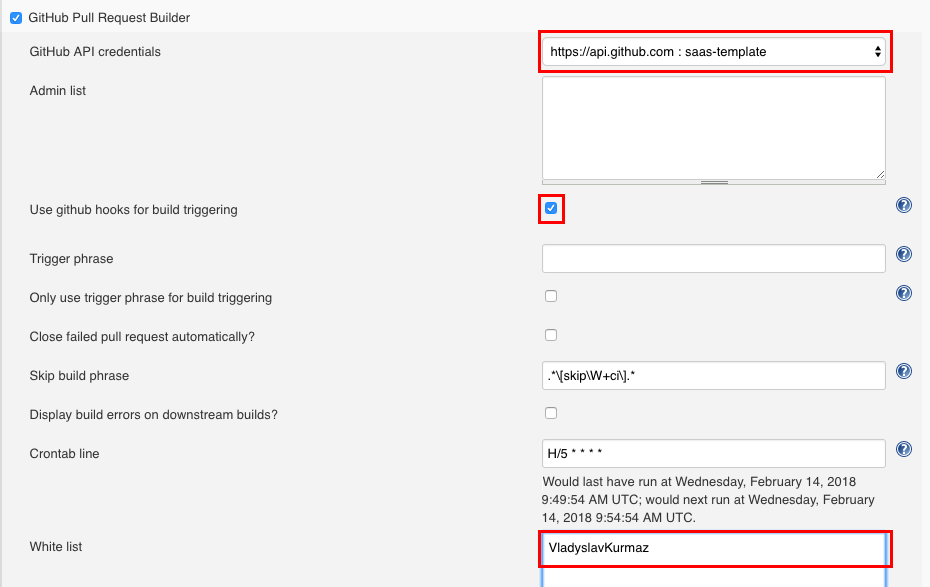 GitHub Pull Request Builder
GitHub API credentials
https://api.github.com : saas-template
Admin list
Use github hooks for build triggering
Trigger phrase
Only use trigger phrase for build triggering
Close failed pull request automatically?
Skip build phrase
.*\[skip\W+ci\].*
Display build errors on downstream builds?
Crontab line
H/5 * * * *
Would last have run at Wednesday, February 14, 2018
9:49:54 AM UTC; would next run at Wednesday, February
14, 2018 9:54:54 AM UTC.
White list
VladyslavKurmaz